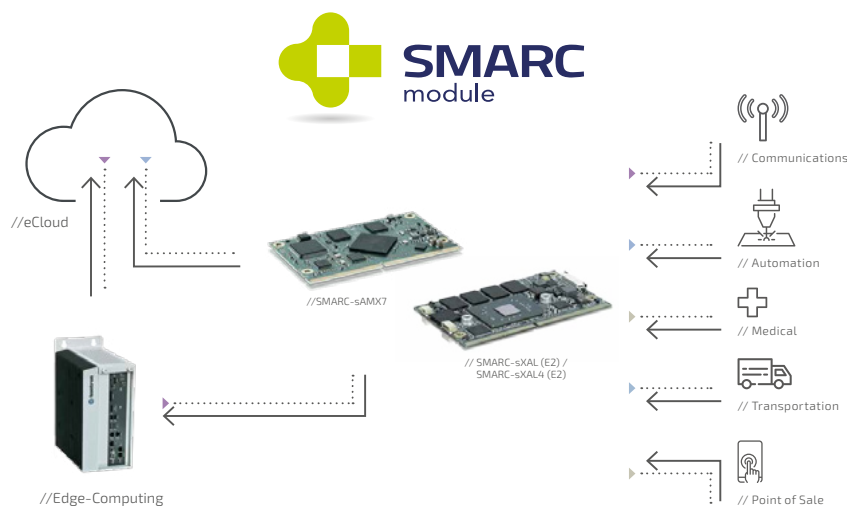 SMARC
module
// Communications
//eCloud
// Automation
//SMARC-sAMX7
// Medical
// SMARC-sXAL (E2) /
SMARC-sXAL4 (E2)
// Transportation
//Edge-Computing
// Point of Sale